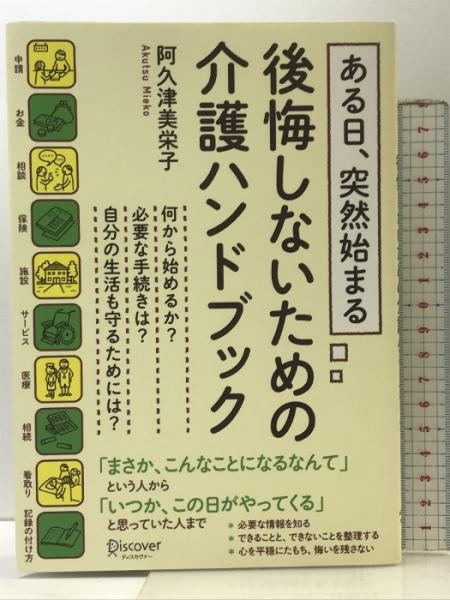 ある日、突然始まる
後悔しないための
介護ハンドブック
阿久津美栄子
Akutsu Mieko
何から始めるか?
必要な手続きは?
自分の生活も守るためには?
申請
お金
相談
保険
施設
サービス
医療
相続
看取り
記録の付け方
「まさか、こんなことになるなんて」
という人から
「いつか、この日がやってくる」
と思っていた人まで
* 必要な情報を知る
* できることと、できないことを整理する
* 心を平穏にたもち、悔いを残さない
Discover
ディスカヴァー